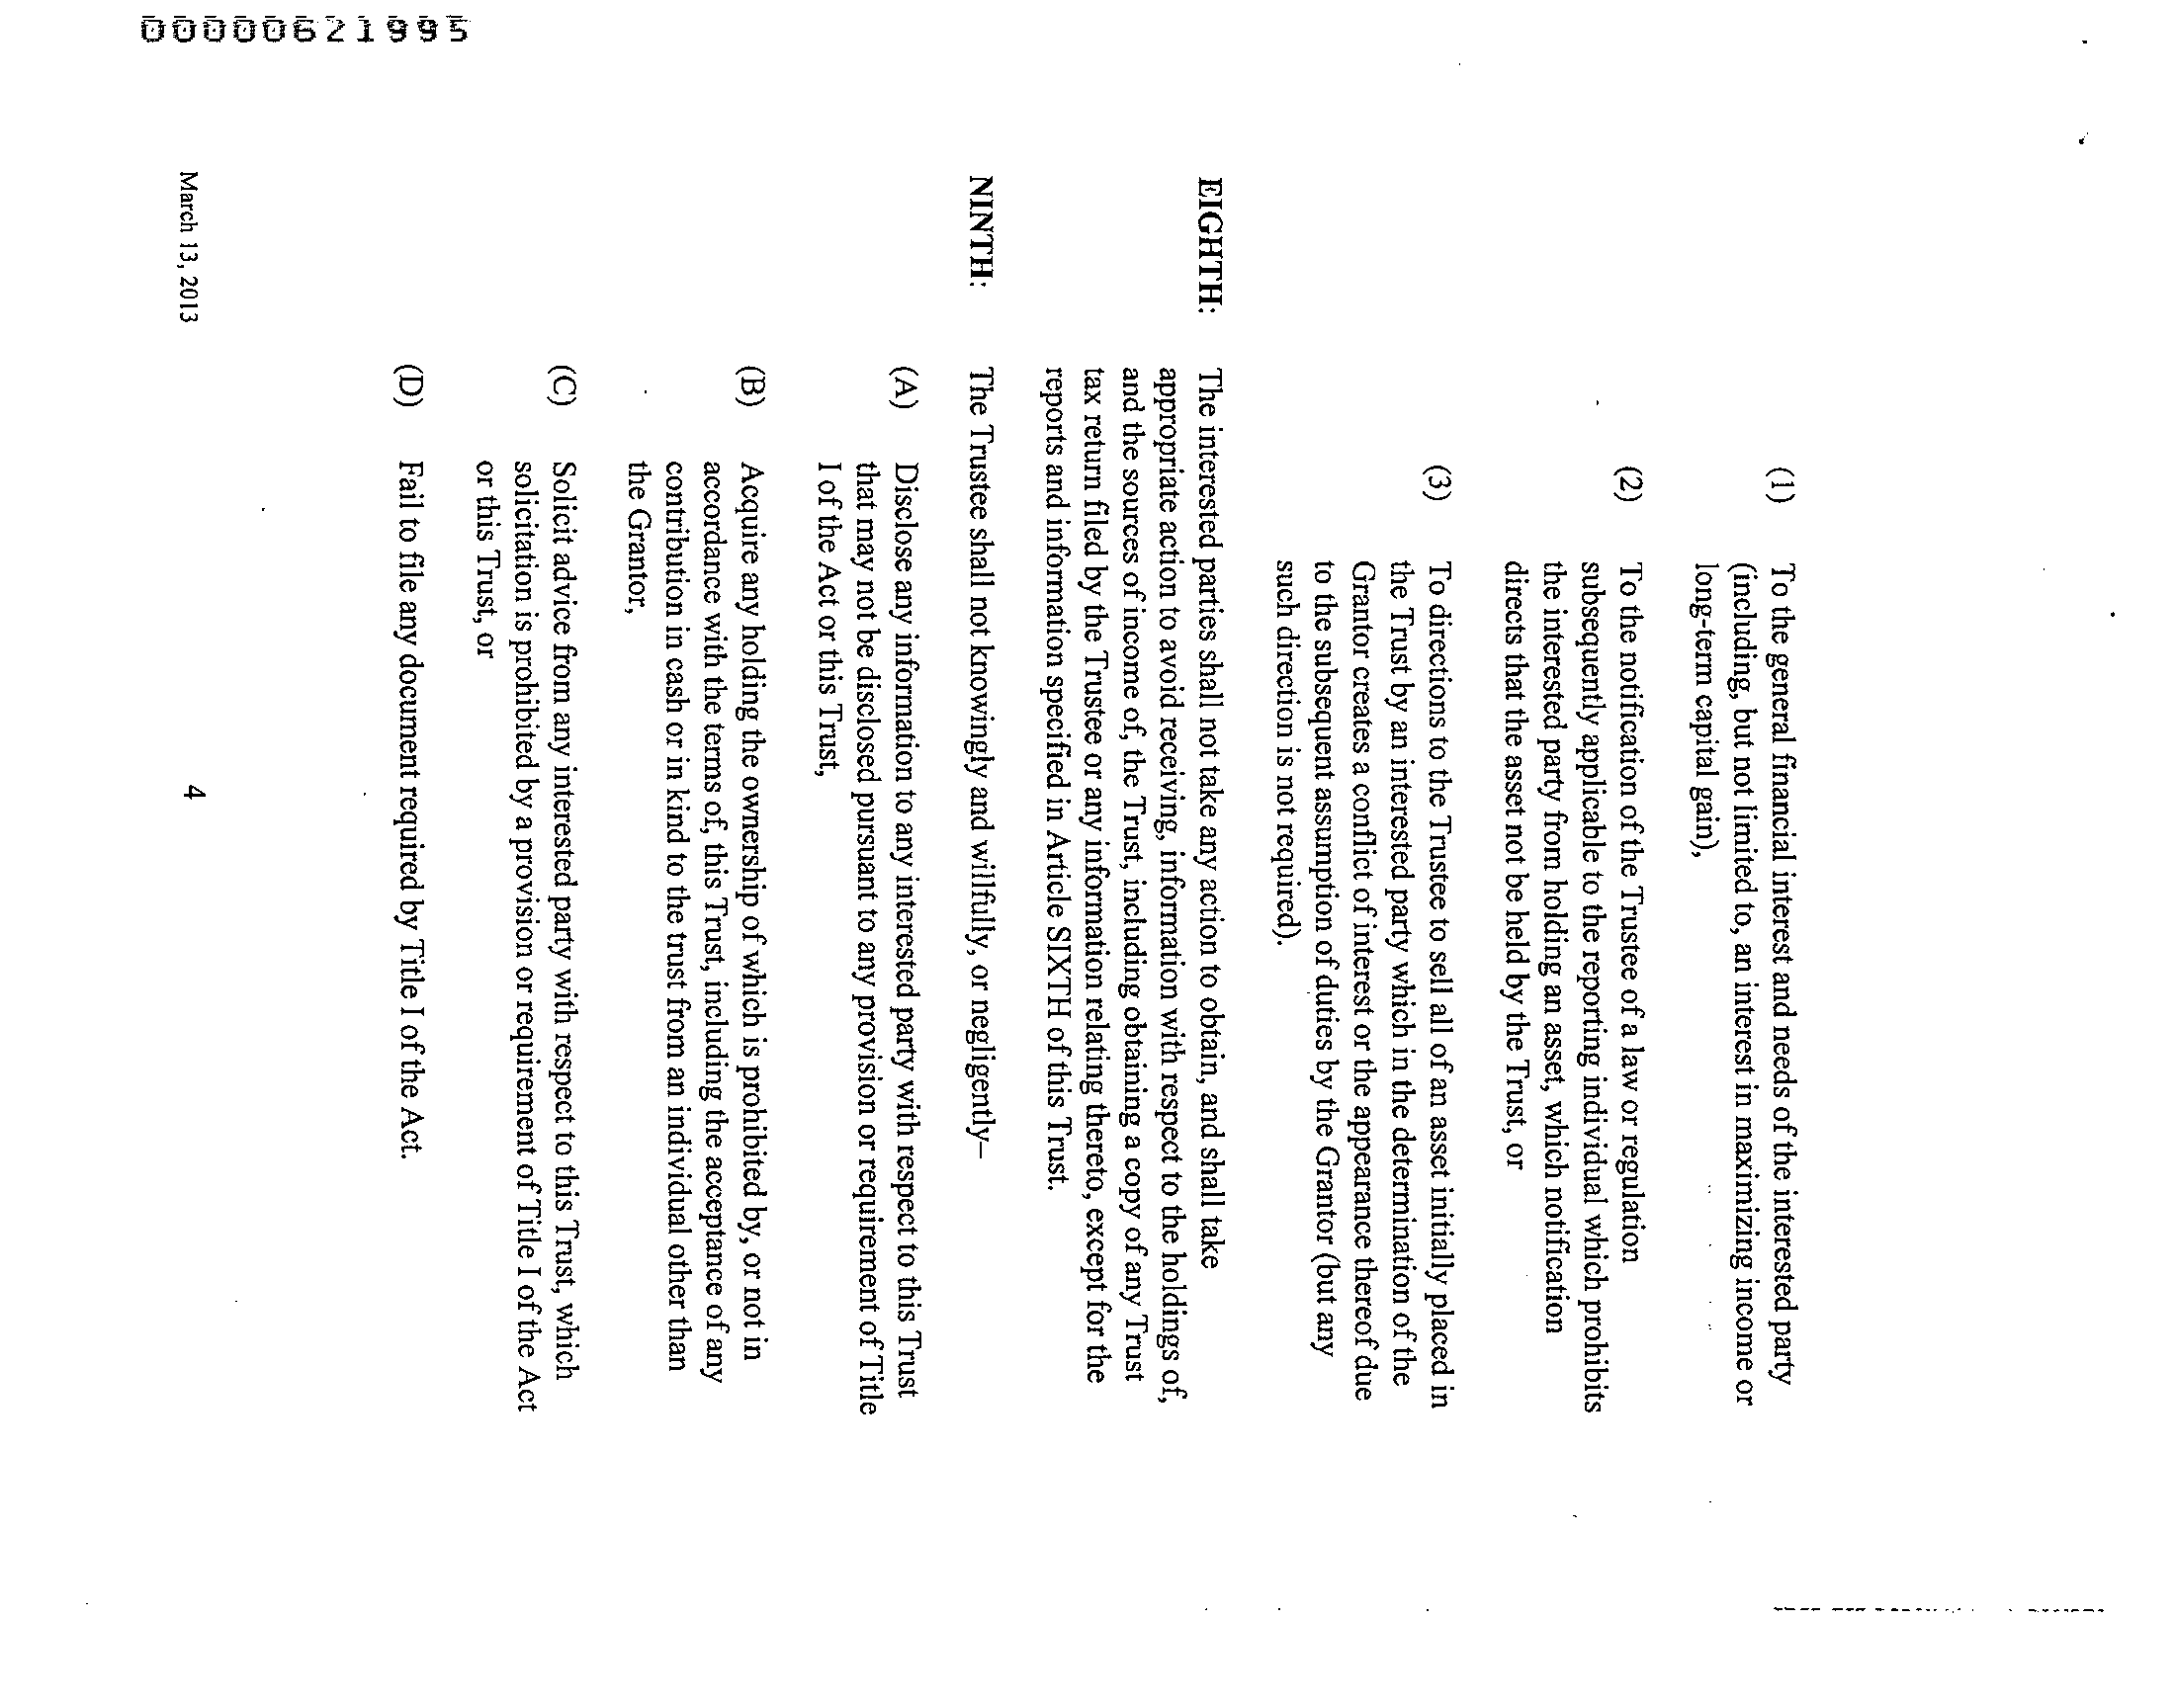 00000621995
(1) To the general financial interest and needs of the interested party
(including, but not limited to, an interest in maximizing income or
long-term capital gain),
(2) To the notification of the Trustee of a law or regulation
subsequently applicable to the reporting individual which prohibits
the interested party from holding an asset, which notification
directs that the asset not be held by the Trust, or
(3) To directions to the Trustee to sell all of an asset initially placed in
the Trust by an interested party which in the determination of the
Grantor creates a conflict of interest or the appearance thereof due
to the subsequent assumption of duties by the Grantor (but any
such direction is not required).
EIGHTH: The interested parties shall not take any action to obtain, and shall take
appropriate action to avoid receiving, information with respect to the holdings of,
and the sources of income of, the Trust, including obtaining a copy of any Trust
tax return filed by the Trustee or any information relating thereto, except for the
reports and information specified in Article SIXTH of this Trust.
NINTH: The Trustee shall not knowingly and willfully, or negligently–
(A) Disclose any information to any interested party with respect to this Trust
that may not be disclosed pursuant to any provision or requirement of Title
I of the Act or this Trust,
(B) Acquire any holding the ownership of which is prohibited by, or not in
accordance with the terms of, this Trust, including the acceptance of any
contribution in cash or in kind to the trust from an individual other than
the Grantor,
(C) Solicit advice from any interested party with respect to this Trust, which
solicitation is prohibited by a provision or requirement of Title I of the Act
or this Trust, or
(D) Fail to file any document required by Title I of the Act.
March 13, 2013 4